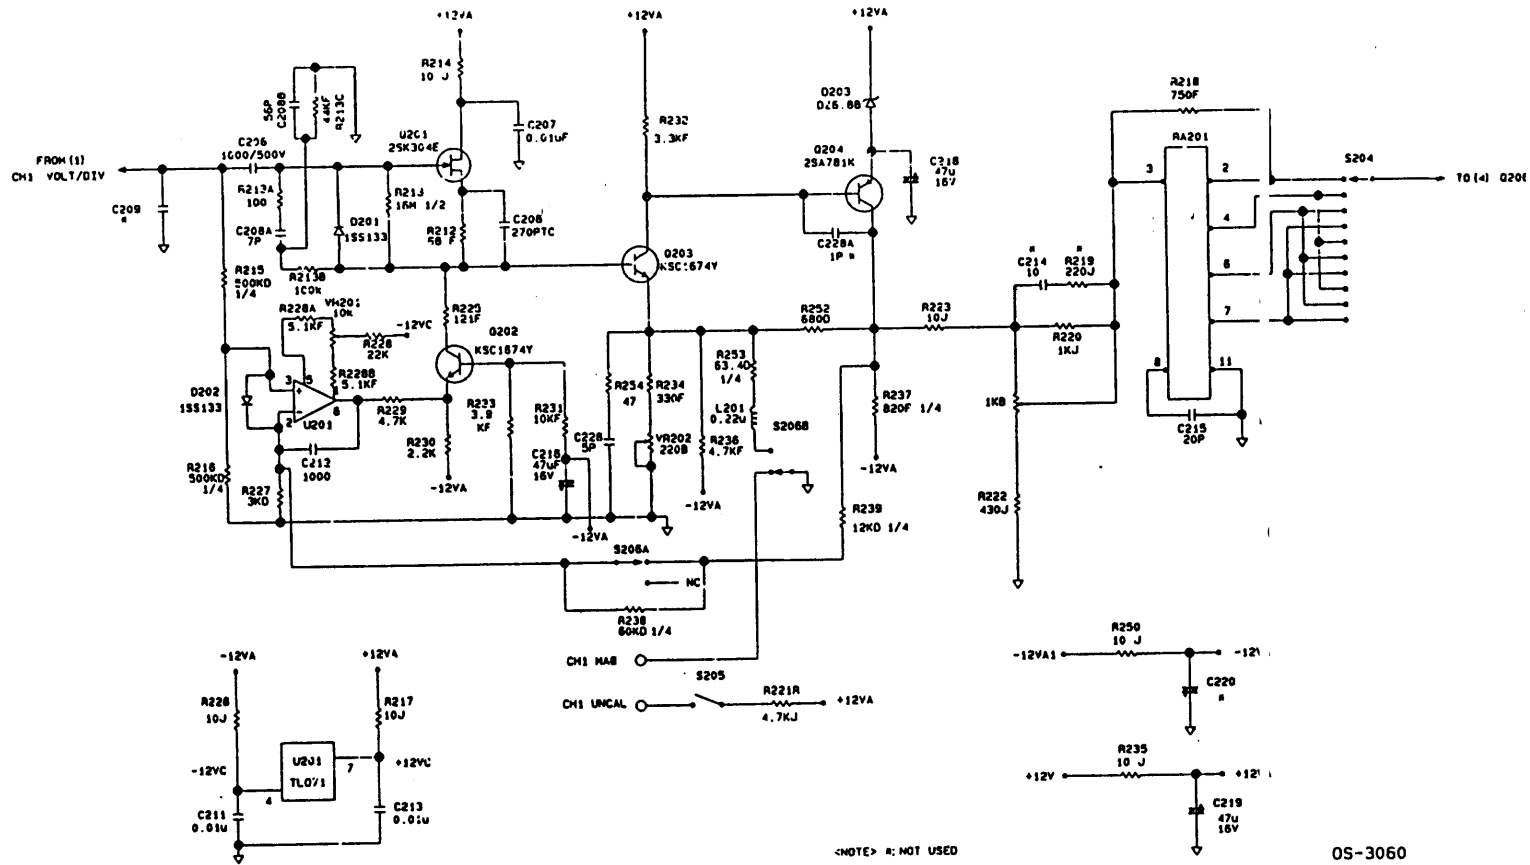 +12VA
+12VA
+12VA
R214
10 J
56P
C208B
44KF
R213C
C207
0.01uF
R232
3.3KF
D203
DZ6.8B
Q204
2SA781K
C218
47u
16V
R218
750F
RA201
S204
3
2
4
6
7
8
11
TO (4) Q206
FROM (1)
CH1 VOLT/DIV
1000/500V
R213A
100
C208A
7P
D201
1SS133
U201
2SK304E
R213
16M 1/2
R212
C206
270PTC
C209
*
Q203
KSC1674Y
C228A
1P *
R215
500KD
1/4
R213B
100K
*
C214
10
*
R219
220J
R220
1KJ
R228A
5.1KF
VR201
10K
-12VC
R228
22K
R228B
5.1KF
Q202
KSC1674Y
R252
680D
R223
10J
D202
1SS133
3
5
1
2
6
U201
R229
4.7K
R230
2.2K
-12VA
R233
3.9
KF
R231
10KF
C216
47uF
16V
-12VA
R254
47
C228
5P
R234
330F
VR202
220B
R253
63.4D
1/4
L201
0.22u
R236
4.7KF
-12VA
S206B
R237
820F 1/4
-12VA
1KB
C215
20P
C212
1000
R216
500KD
1/4
R227
3KD
R239
12KD 1/4
R222
430J
S206A
NC
R238
60KD 1/4
CH1 MAG
S205
CH1 UNCAL
R221R
4.7KJ
+12VA
-12VA
+12VA
R226
10J
R217
10J
-12VC
U201
TL071
7
+12VC
4
C211
0.01u
C213
0.01u
R250
10 J
-12VA1
C220
*
R235
10 J
+12V
C219
47u
16V
<NOTE> *: NOT USED
OS-3060